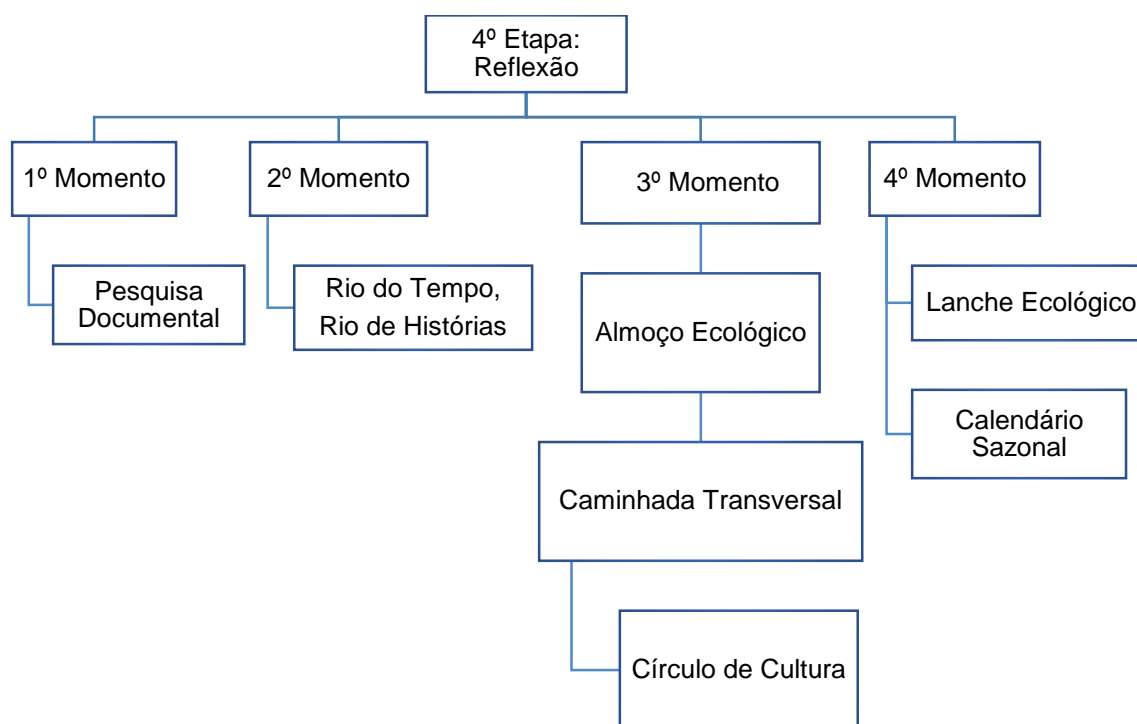 4º Etapa:
Reflexão
1º Momento
2º Momento
3º Momento
4º Momento
Pesquisa
Documental
Rio do Tempo,
Rio de Histórias
Almoço Ecológico
Lanche Ecológico
Calendário
Sazonal
Caminhada Transversal
Círculo de Cultura